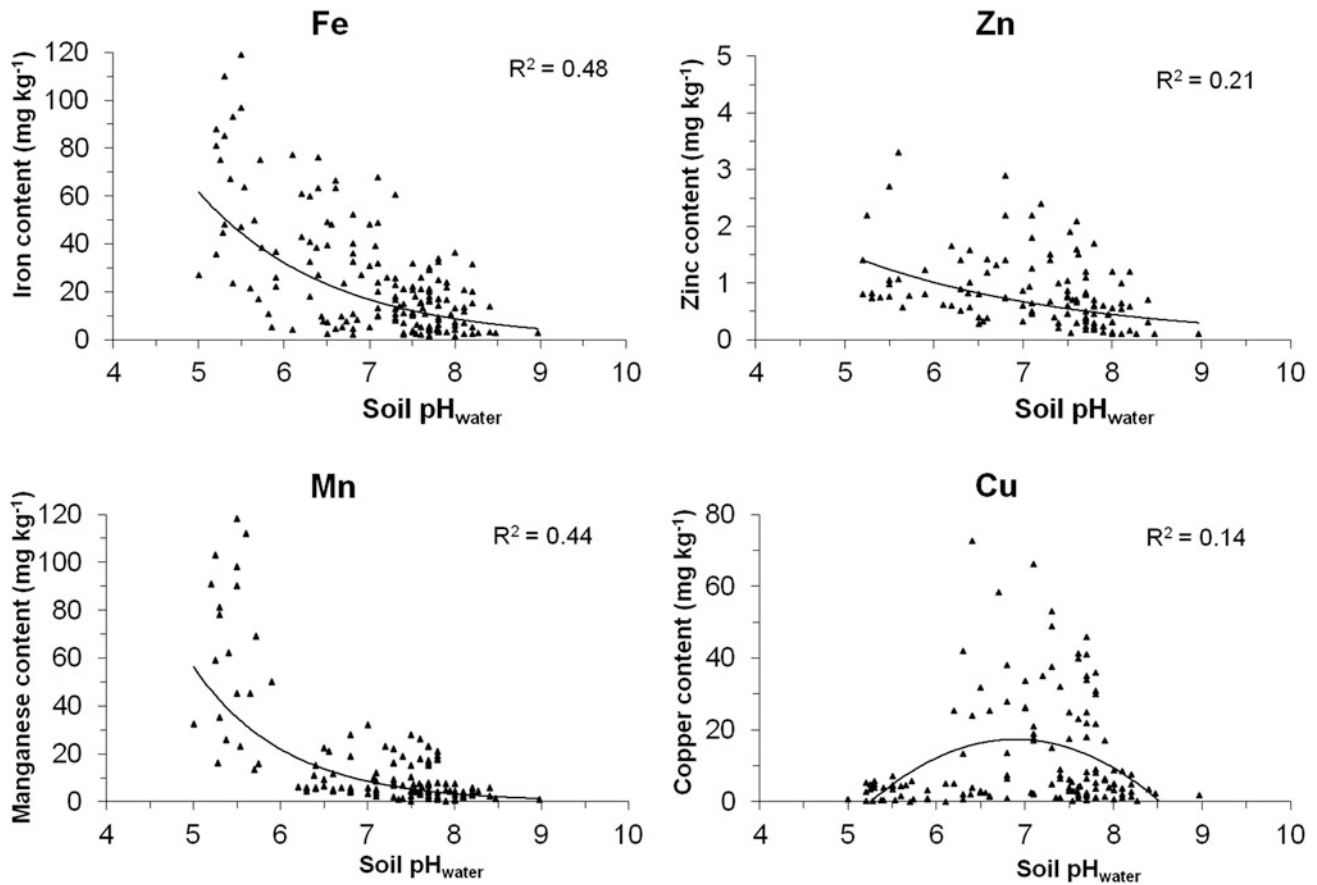 Fe
Iron content (mg kg⁻¹)
120
100
80
60
40
20
0
R² = 0.48
4 5 6 7 8 9 10
Soil pHwater
Zn
Zinc content (mg kg⁻¹)
5
4
3
2
1
0
R² = 0.21
4 5 6 7 8 9 10
Soil pHwater
Mn
Manganese content (mg kg⁻¹)
120
100
80
60
40
20
0
R² = 0.44
4 5 6 7 8 9 10
Soil pHwater
Cu
Copper content (mg kg⁻¹)
80
60
40
20
0
R² = 0.14
4 5 6 7 8 9 10
Soil pHwater